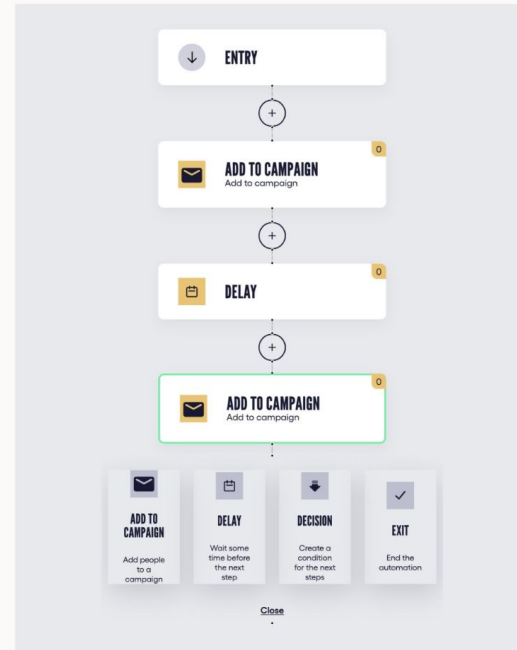 ENTRY
+
0
ADD TO CAMPAIGN
Add to campaign
+
0
DELAY
+
0
ADD TO CAMPAIGN
Add to campaign
ADD TO
CAMPAIGN
Add people
to a
campaign
DELAY
Wait some
time before
the next
step
DECISION
Create a
condition
for the next
steps
EXIT
End the
automation
Close